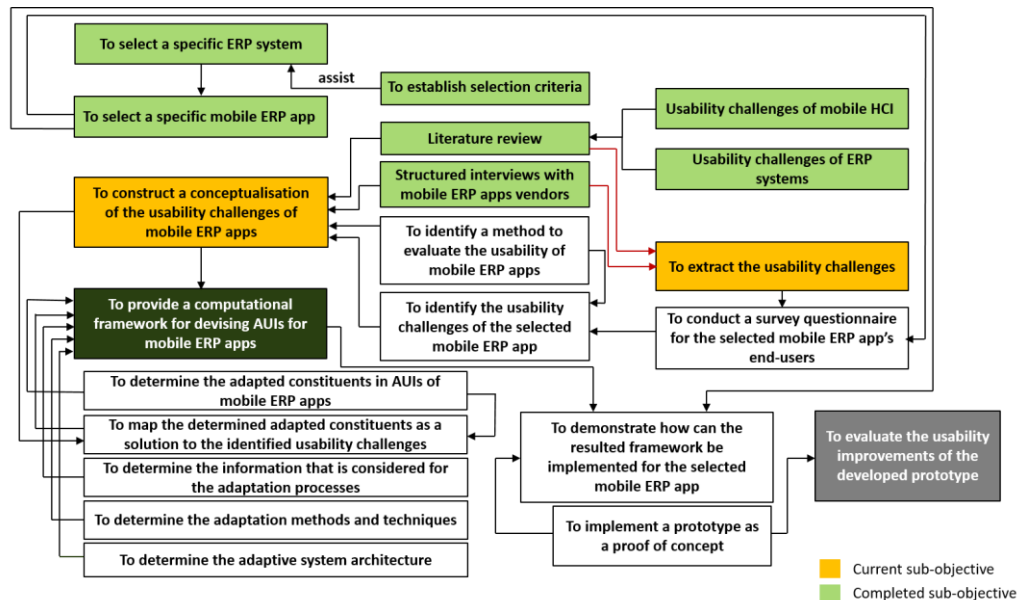 To select a specific ERP system
assist
To establish selection criteria
To select a specific mobile ERP app
Usability challenges of mobile HCI
Literature review
Usability challenges of ERP
systems
Structured interviews with
mobile ERP apps vendors
To construct a conceptualisation
of the usability challenges of
mobile ERP apps
To identify a method to
evaluate the usability of
mobile ERP apps
To extract the usability challenges
To provide a computational
framework for devising AUIs for
mobile ERP apps
To identify the usability
challenges of the selected
mobile ERP app
To conduct a survey questionnaire
for the selected mobile ERP app's
end-users
To determine the adapted constituents in AUIs of
mobile ERP apps
To map the determined adapted constituents as a
solution to the identified usability challenges
To determine the information that is considered for
the adaptation processes
To determine the adaptation methods and techniques
To determine the adaptive system architecture
To demonstrate how can the
resulted framework be
implemented for the selected
mobile ERP app
To evaluate the usability
improvements of the
developed prototype
To implement a prototype as
a proof of concept
Current sub-objective
Completed sub-objective